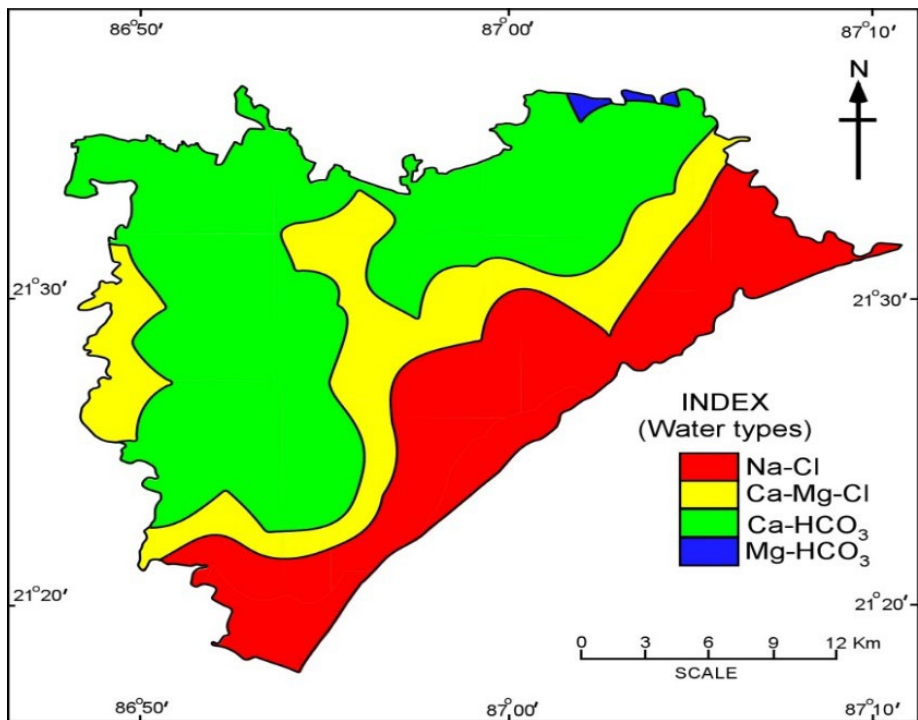 86°50′ 87°00′ 87°10′
N
21°30′ 21°30′
INDEX
(Water types)
Na-Cl
Ca-Mg-Cl
Ca-HCO₃
Mg-HCO₃
21°20′ 21°20′
0 3 6 9 12 Km
SCALE
86°50′ 87°00′ 87°10′